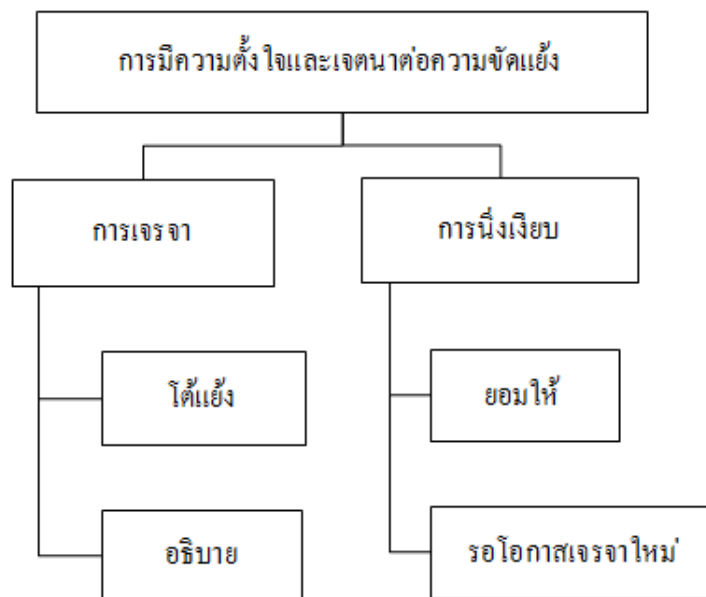 การมีความตั้งใจและเจตนาต่อความขัดแย้ง
การเจรจา
การนิ่งเงียบ
โต้แย้ง
ยอมให้
อธิบาย
รอโอกาสเจรจาใหม่